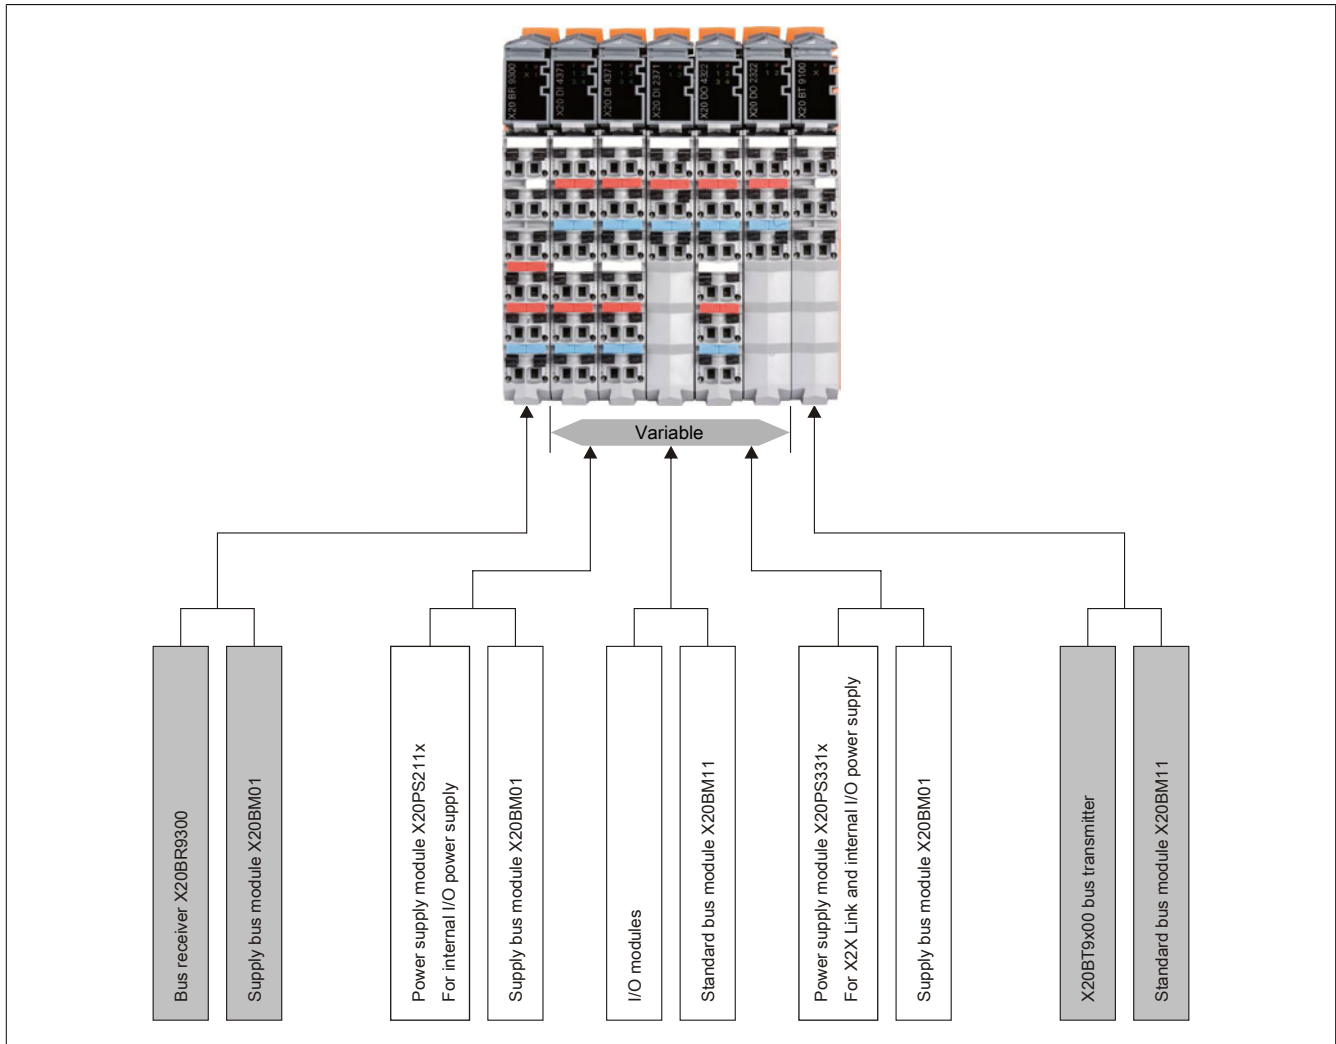 X20 BR 9300
X20 DI 4371
X20 DI 4371
X20 DI 2371
X20 DO 4322
X20 DO 2322
X20 BT 9100
Variable
Bus receiver X20BR9300
Supply bus module X20BM01
Power supply module X20PS211x
For internal I/O power supply
Supply bus module X20BM01
I/O modules
Standard bus module X20BM11
Power supply module X20PS331x
For X2X Link and internal I/O power supply
Supply bus module X20BM01
X20BT9x00 bus transmitter
Standard bus module X20BM11